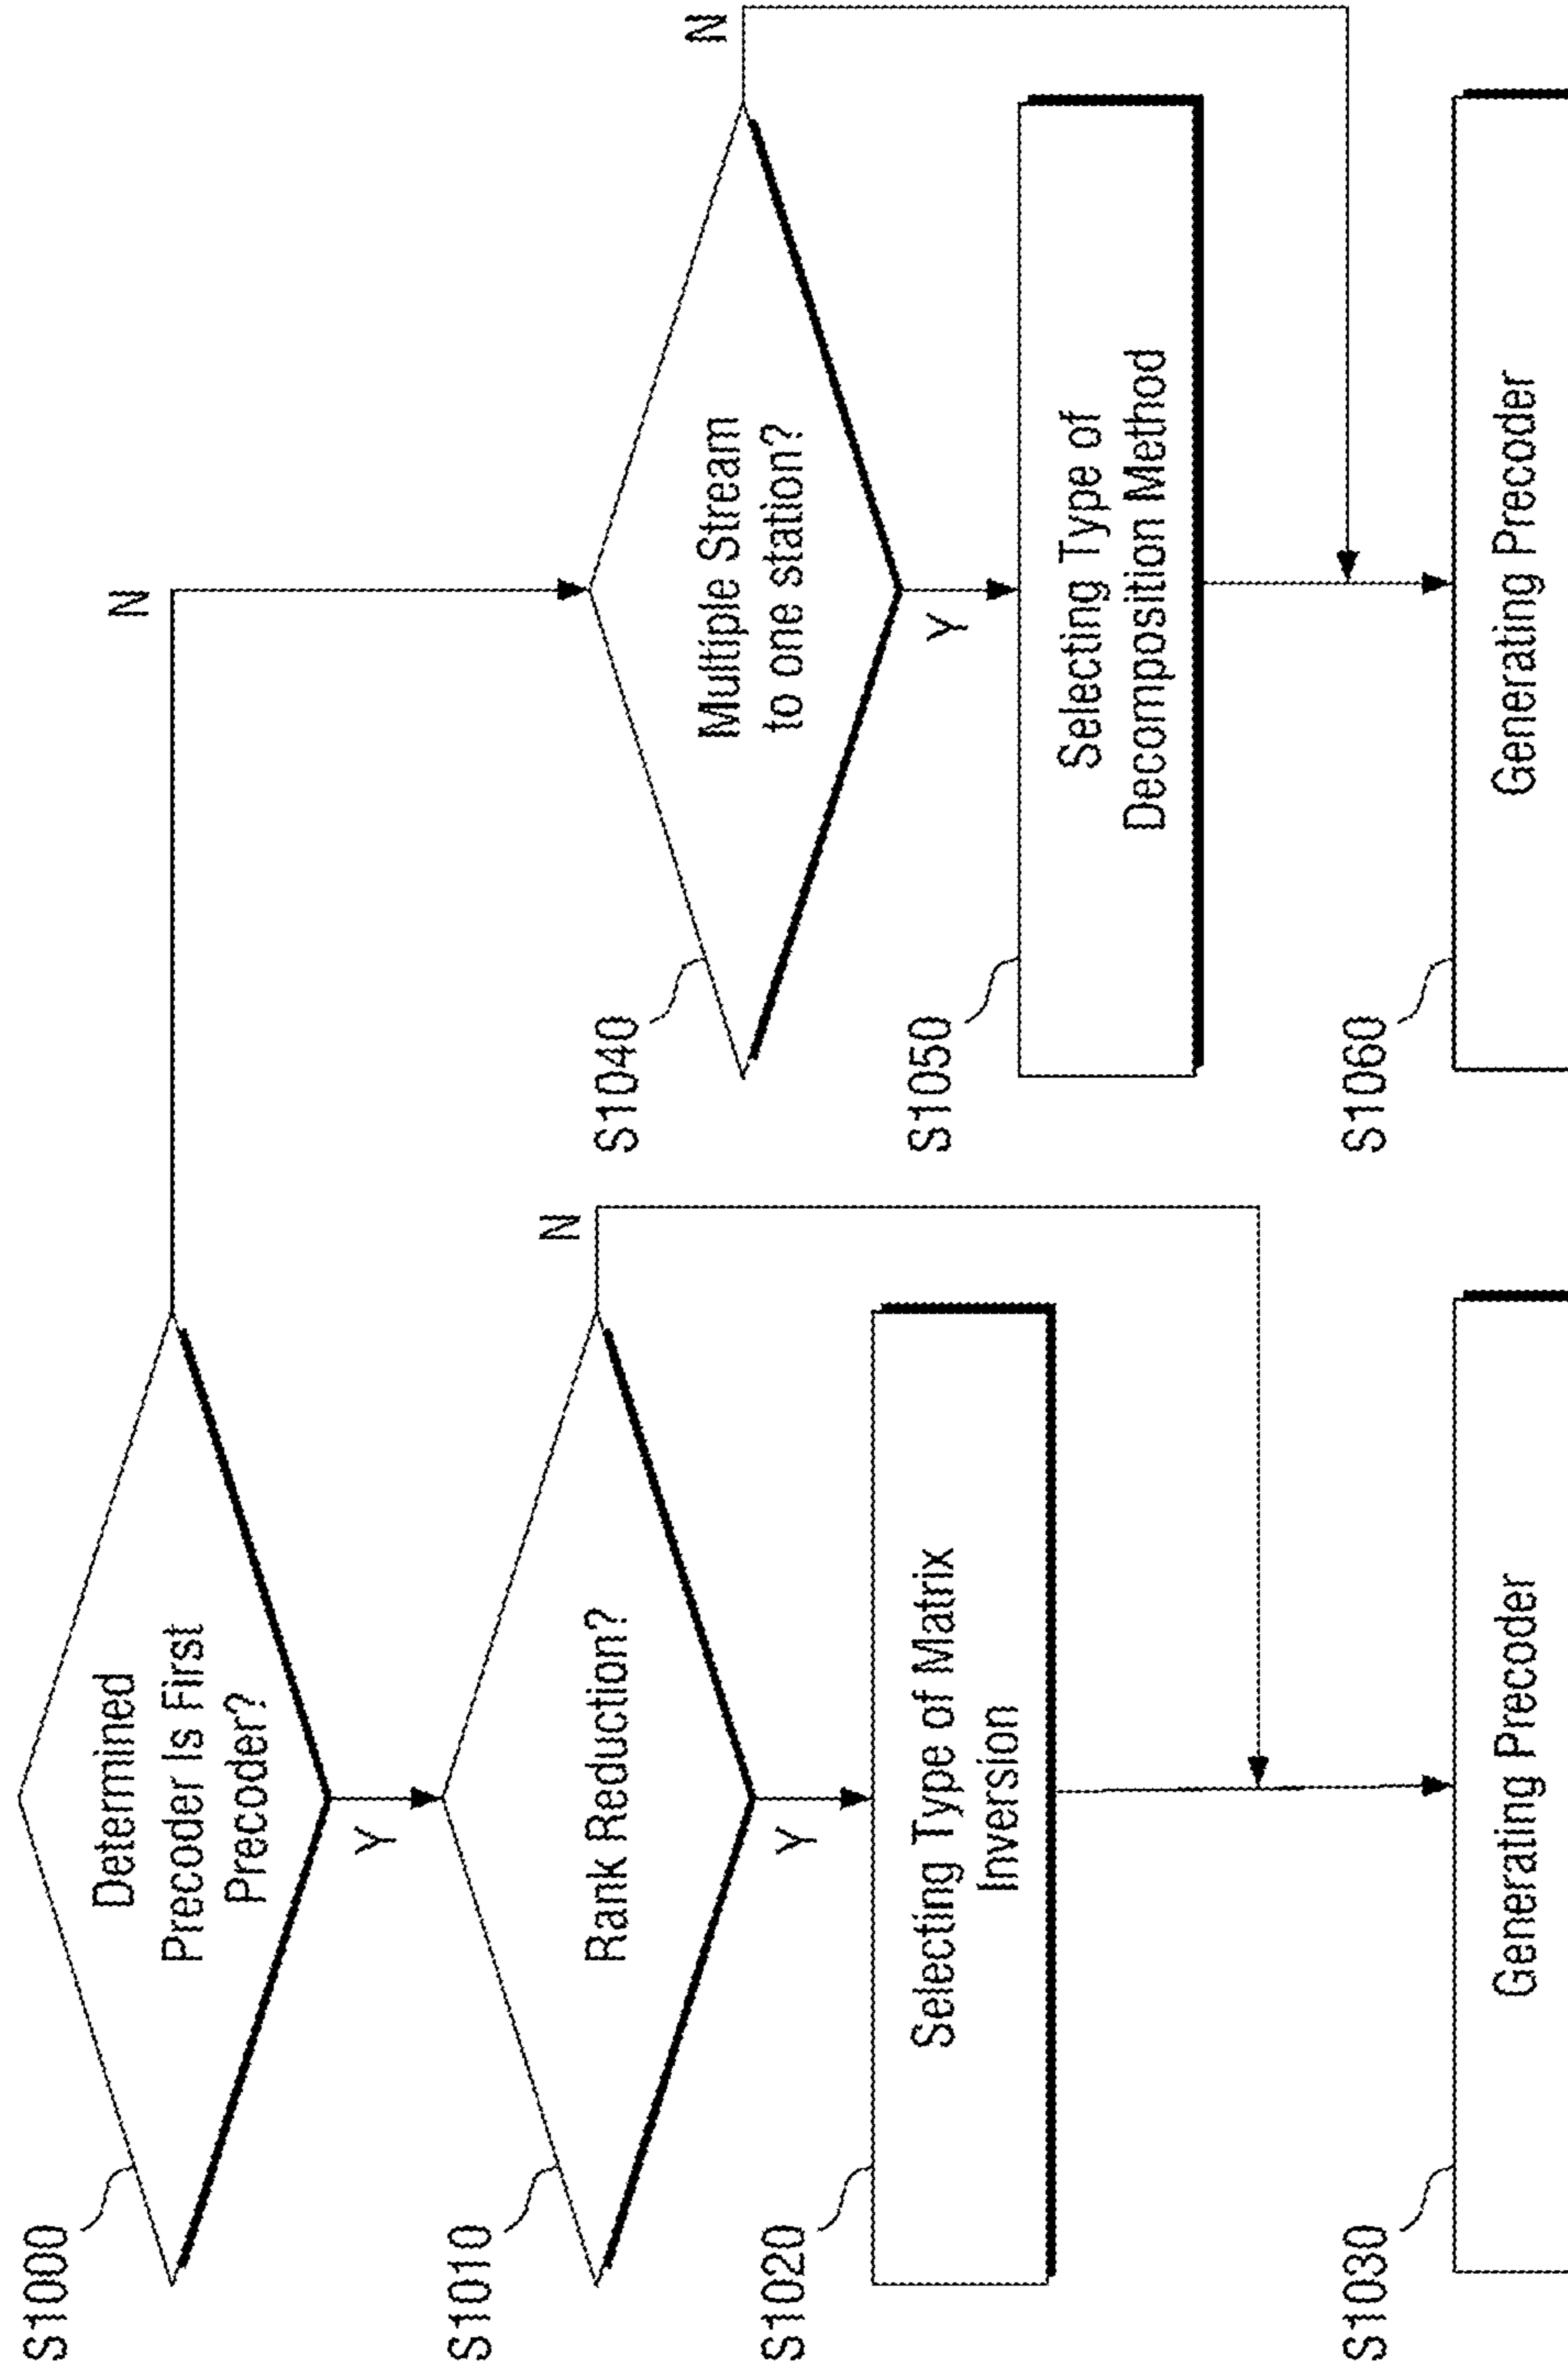 S1000
Determined
Precoder Is First
Precoder?
N
Y
S1010
Rank Reduction?
N
Y
S1020
Selecting Type of Matrix
Inversion
S1030
Generating Precoder
S1040
Multiple Stream
to one station?
N
Y
S1050
Selecting Type of
Decomposition Method
S1060
Generating Precoder